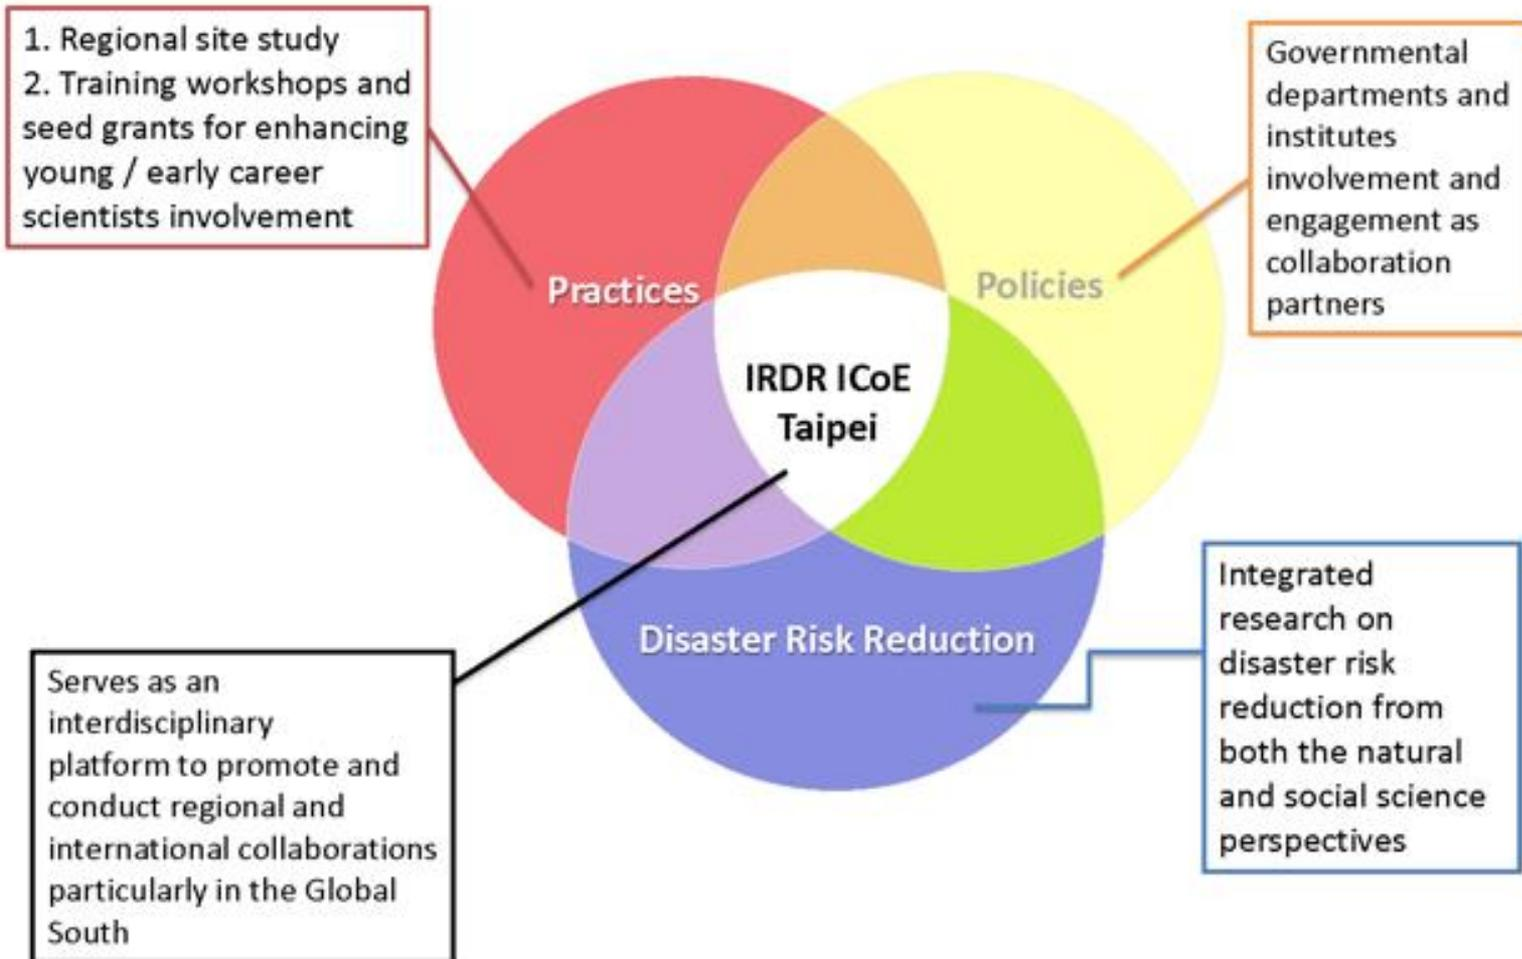 1. Regional site study
2. Training workshops and
seed grants for enhancing
young / early career
scientists involvement
Governmental
departments and
institutes
involvement and
engagement as
collaboration
partners
Practices
Policies
IRDR ICoE
Taipei
Disaster Risk Reduction
Integrated
research on
disaster risk
reduction from
both the natural
and social science
perspectives
Serves as an
interdisciplinary
platform to promote and
conduct regional and
international collaborations
particularly in the Global
South